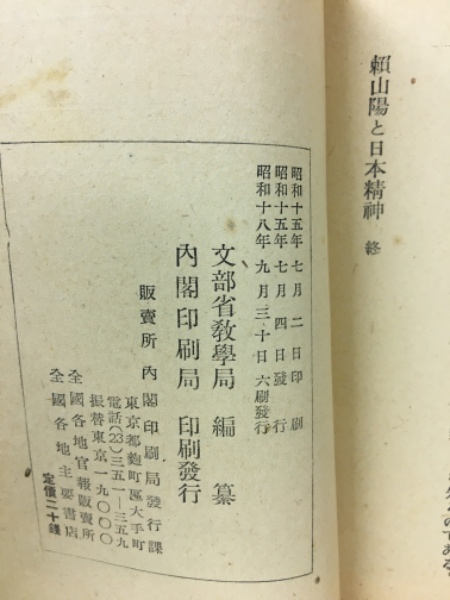 頼山陽と日本精神 終
昭和十五年七月二日印刷
昭和十五年七月四日發行
昭和十八年九月三十日六刷發行
文部省敎學局 編纂
內閣印刷局 印刷發行
販賣所 內閣印刷局發行課
東京都麴町區大手町
電話(23)三五一一三五九
振替東京一九〇〇〇
全國各地官報販賣所
全國各地主要書店
定價二十錢